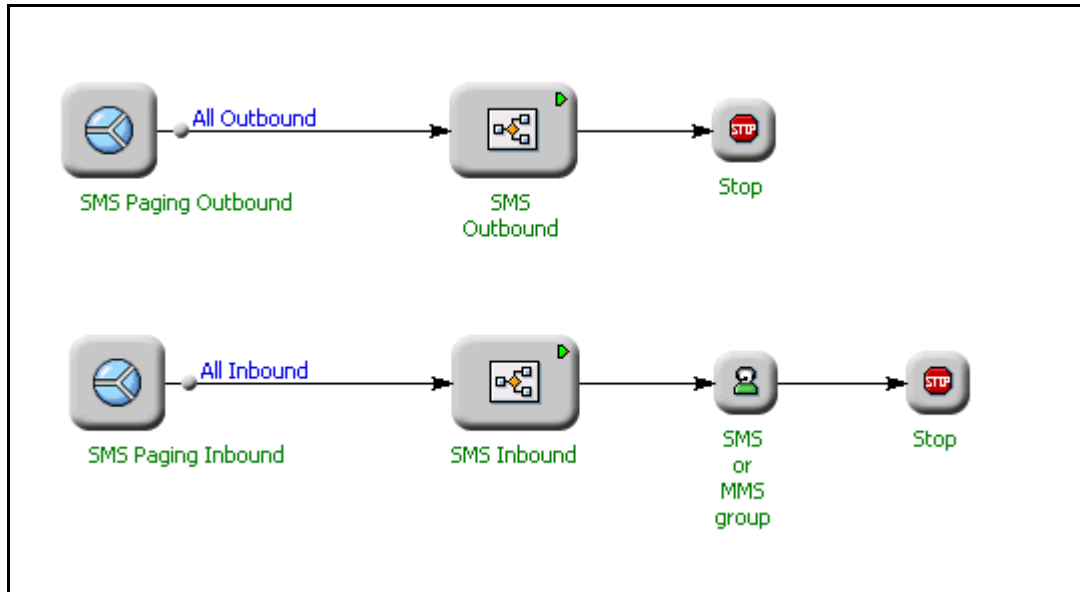 All Outbound
STOP
SMS Paging Outbound
SMS
Outbound
Stop
All Inbound
STOP
SMS Paging Inbound
SMS Inbound
SMS
or
MMS
group
Stop